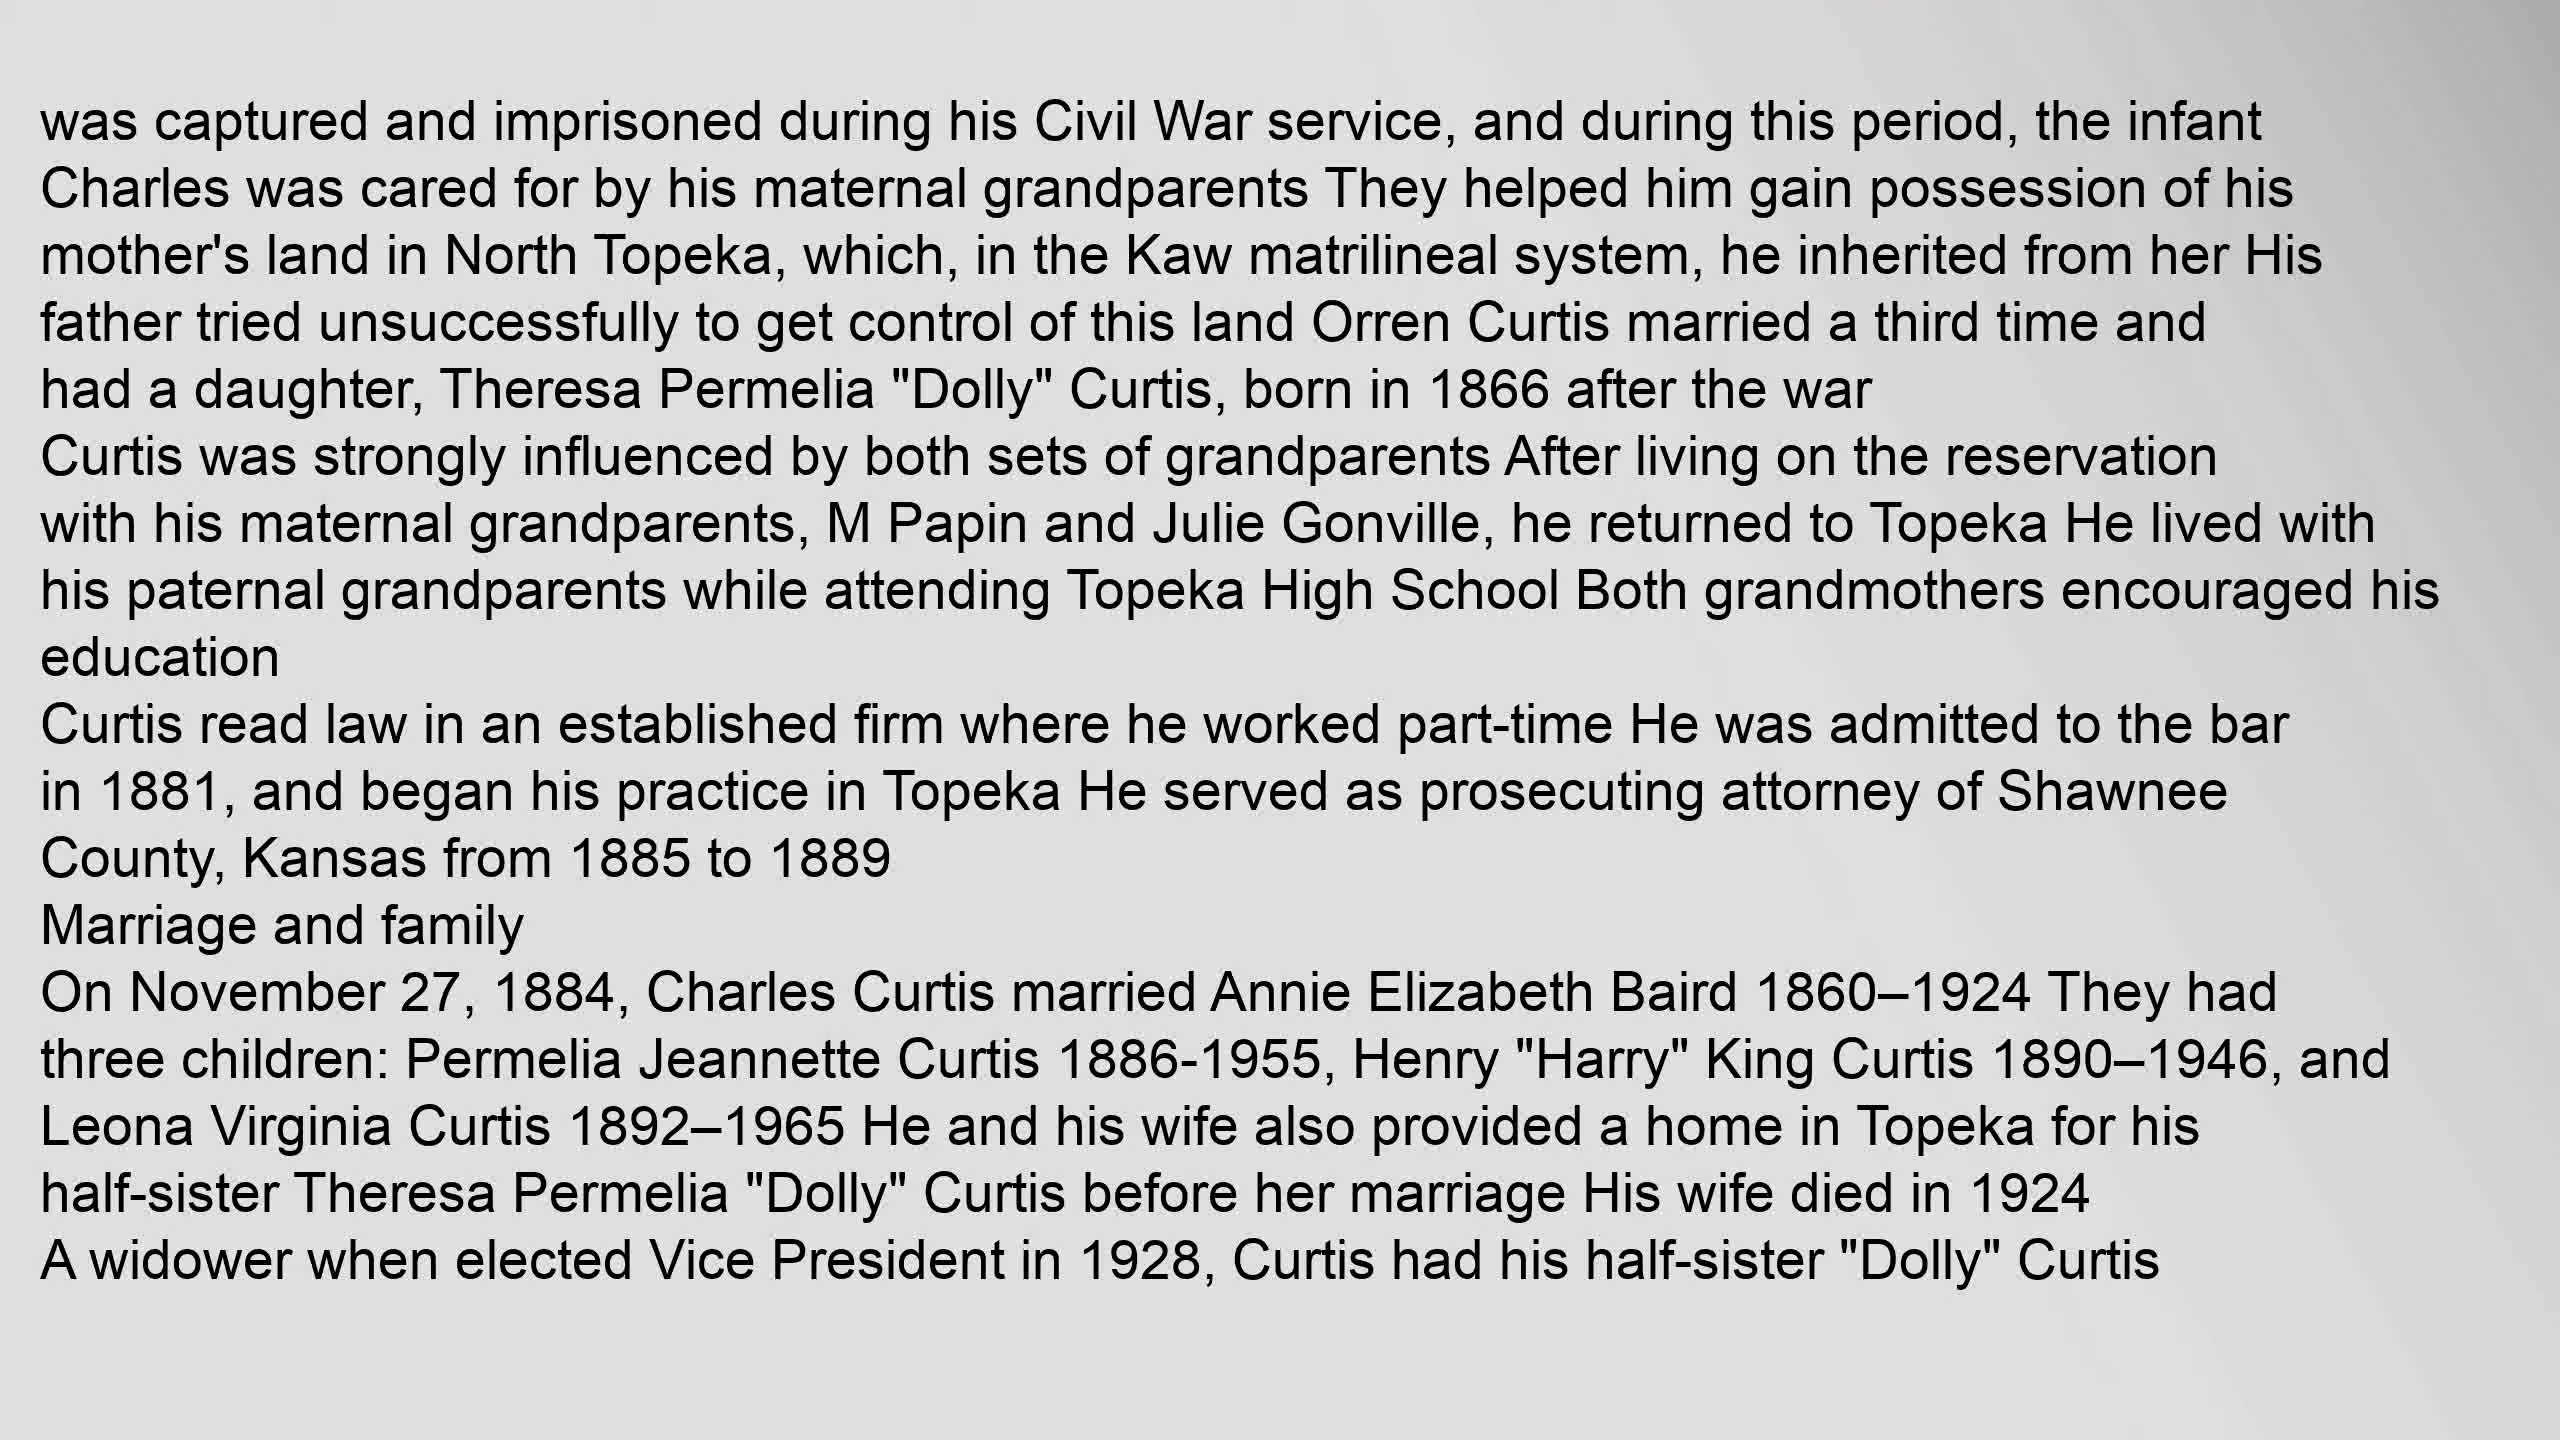 was captured and imprisoned during his Civil War service, and during this period, the infant
Charles was cared for by his maternal grandparents They helped him gain possession of his
mother's land in North Topeka, which, in the Kaw matrilineal system, he inherited from her His
father tried unsuccessfully to get control of this land Orren Curtis married a third time and
had a daughter, Theresa Permelia "Dolly" Curtis, born in 1866 after the war
Curtis was strongly influenced by both sets of grandparents After living on the reservation
with his maternal grandparents, M Papin and Julie Gonville, he returned to Topeka He lived with
his paternal grandparents while attending Topeka High School Both grandmothers encouraged his
education
Curtis read law in an established firm where he worked part-time He was admitted to the bar
in 1881, and began his practice in Topeka He served as prosecuting attorney of Shawnee
County, Kansas from 1885 to 1889
Marriage and family
On November 27, 1884, Charles Curtis married Annie Elizabeth Baird 1860–1924 They had
three children: Permelia Jeannette Curtis 1886-1955, Henry "Harry" King Curtis 1890–1946, and
Leona Virginia Curtis 1892–1965 He and his wife also provided a home in Topeka for his
half-sister Theresa Permelia "Dolly" Curtis before her marriage His wife died in 1924
A widower when elected Vice President in 1928, Curtis had his half-sister "Dolly" Curtis